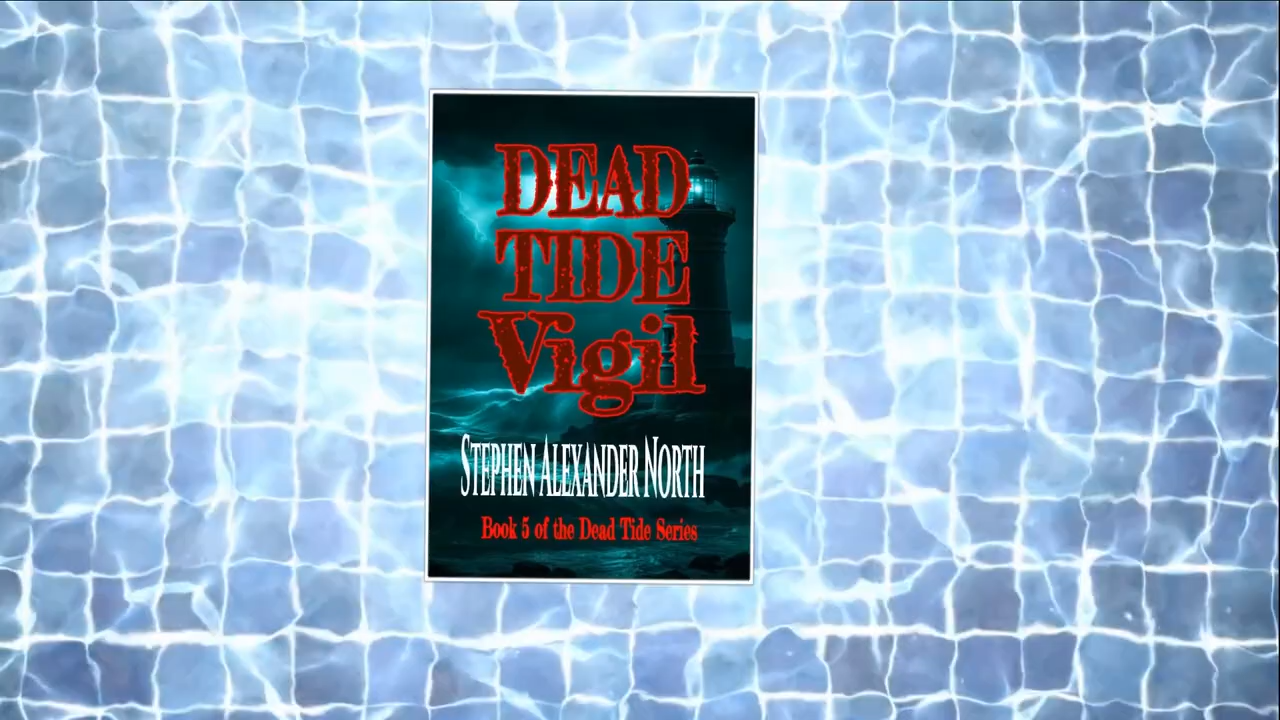 DEAD
TIDE
Vigil
STEPHEN ALEXANDER NORTH
Book 5 of the Dead Tide Series